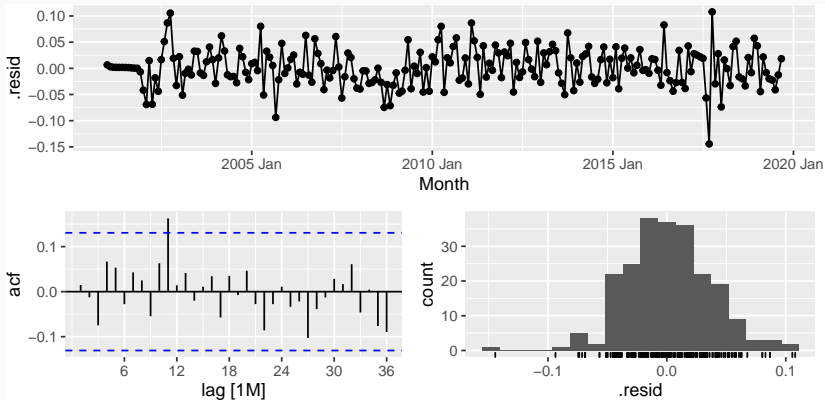 0.10
0.05
0.00
−0.05
−0.10
−0.15
.resid
2005 Jan
2010 Jan
2015 Jan
2020 Jan
Month
0.1
0.0
−0.1
acf
6
12
18
24
30
36
lag [1M]
30
20
10
0
count
−0.1
0.0
0.1
.resid